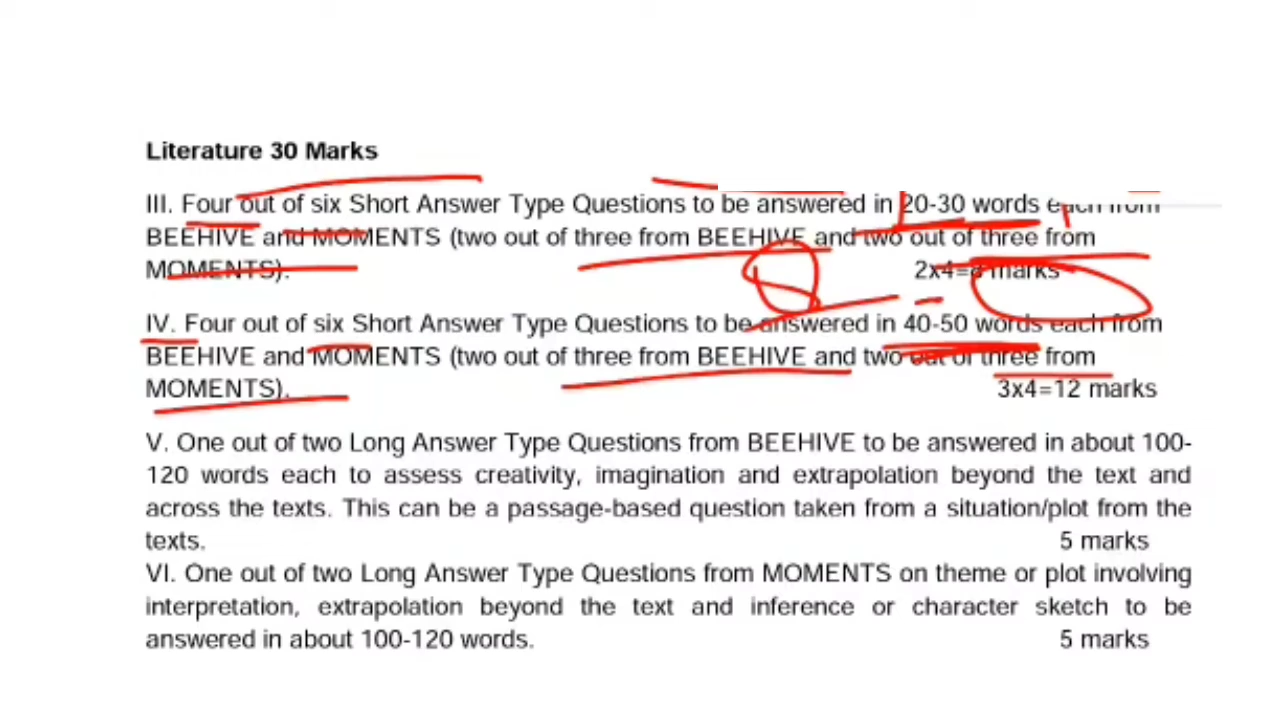 Literature 30 Marks
III. Four out of six Short Answer Type Questions to be answered in 20-30 words each from
BEEHIVE and MOMENTS (two out of three from BEEHIVE and two out of three from
MOMENTS). 2x4=8 marks
IV. Four out of six Short Answer Type Questions to be answered in 40-50 words each from
BEEHIVE and MOMENTS (two out of three from BEEHIVE and two out of three from
MOMENTS). 3x4=12 marks
V. One out of two Long Answer Type Questions from BEEHIVE to be answered in about 100-
120 words each to assess creativity, imagination and extrapolation beyond the text and
across the texts. This can be a passage-based question taken from a situation/plot from the
texts. 5 marks
VI. One out of two Long Answer Type Questions from MOMENTS on theme or plot involving
interpretation, extrapolation beyond the text and inference or character sketch to be
answered in about 100-120 words. 5 marks